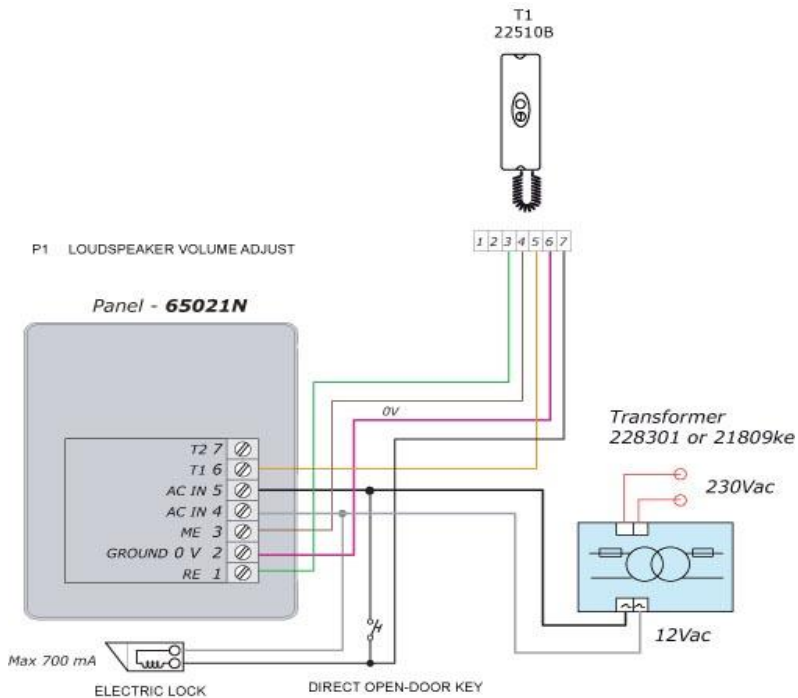 T1
22510B
1 2 3 4 5 6 7
P1 LOUDSPEAKER VOLUME ADJUST
Panel - 65021N
0V
Transformer
228301 or 21809ke
230Vac
T2 7
T1 6
AC IN 5
AC IN 4
ME 3
GROUND 0 V 2
RE 1
12Vac
Max 700 mA
ELECTRIC LOCK
DIRECT OPEN-DOOR KEY